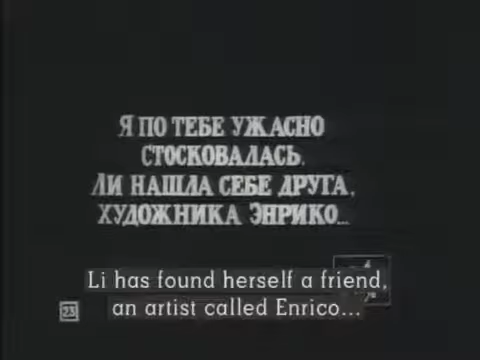 Я ПО ТЕБЕ УЖАСНО
СТОСКОВАЛАСЬ.
ЛИ НАШЛА СЕБЕ ДРУГА,
ХУДОЖНИКА ЭНРИКО...
Li has found herself a friend,
an artist called Enrico...
23